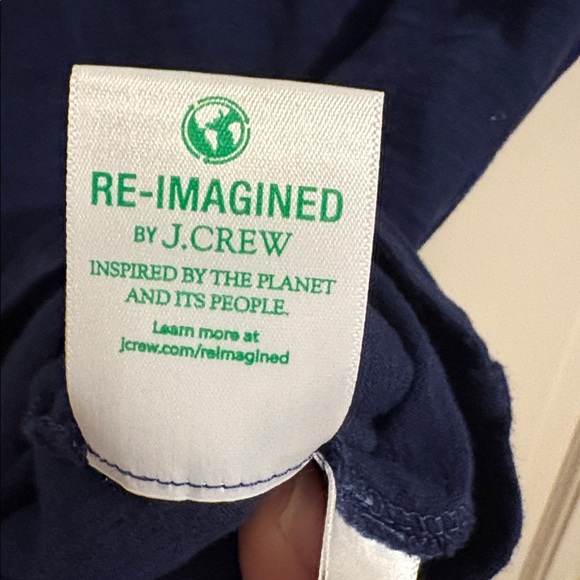 RE-IMAGINED
BY J.CREW
INSPIRED BY THE PLANET
AND ITS PEOPLE.
Learn more at
jcrew.com/reimagined